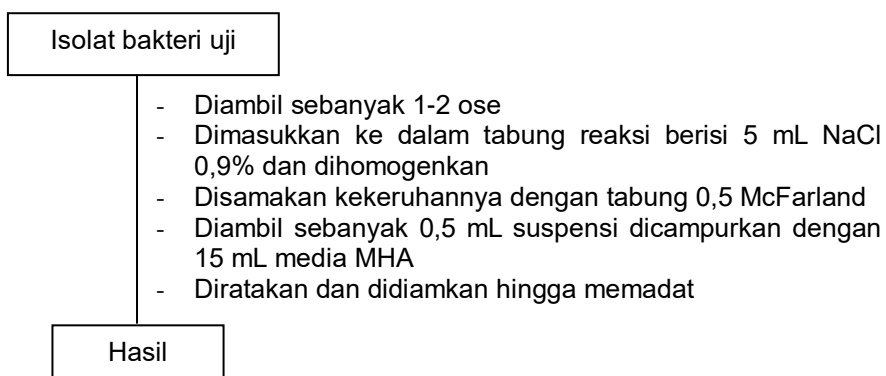 Isolat bakteri uji
- Diambil sebanyak 1-2 ose
- Dimasukkan ke dalam tabung reaksi berisi 5 mL NaCl
0,9% dan dihomogenkan
- Disamakan kekeruhannya dengan tabung 0,5 McFarland
- Diambil sebanyak 0,5 mL suspensi dicampurkan dengan
15 mL media MHA
- Diratakan dan didiamkan hingga memadat
Hasil